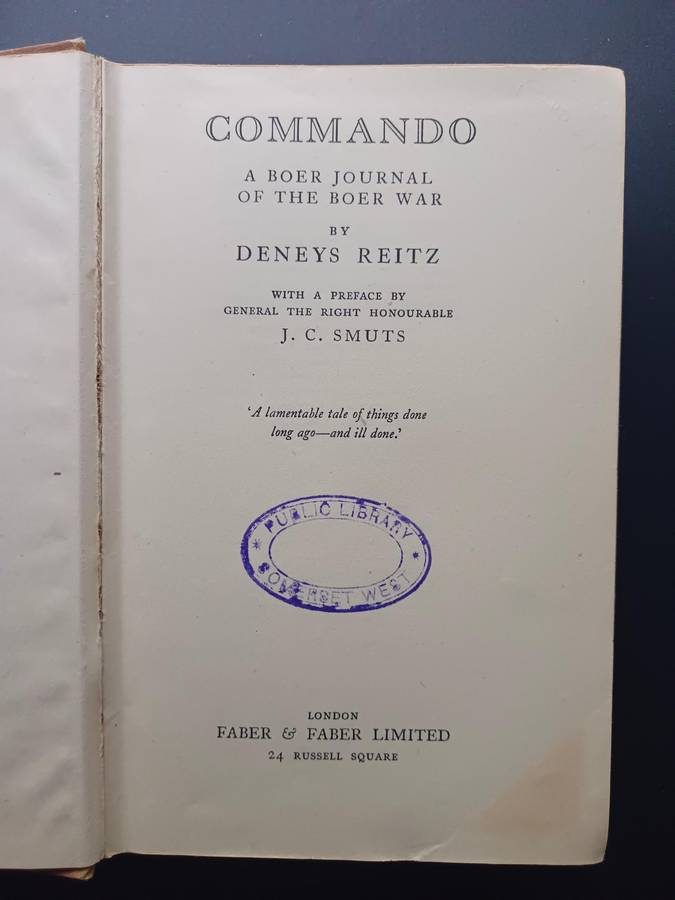 COMMANDO
A BOER JOURNAL
OF THE BOER WAR
BY
DENEYS REITZ
WITH A PREFACE BY
GENERAL THE RIGHT HONOURABLE
J. C. SMUTS
‘A lamentable tale of things done
long ago—and ill done.’
* PUBLIC LIBRARY *
SOMERSET WEST
LONDON
FABER & FABER LIMITED
24 RUSSELL SQUARE